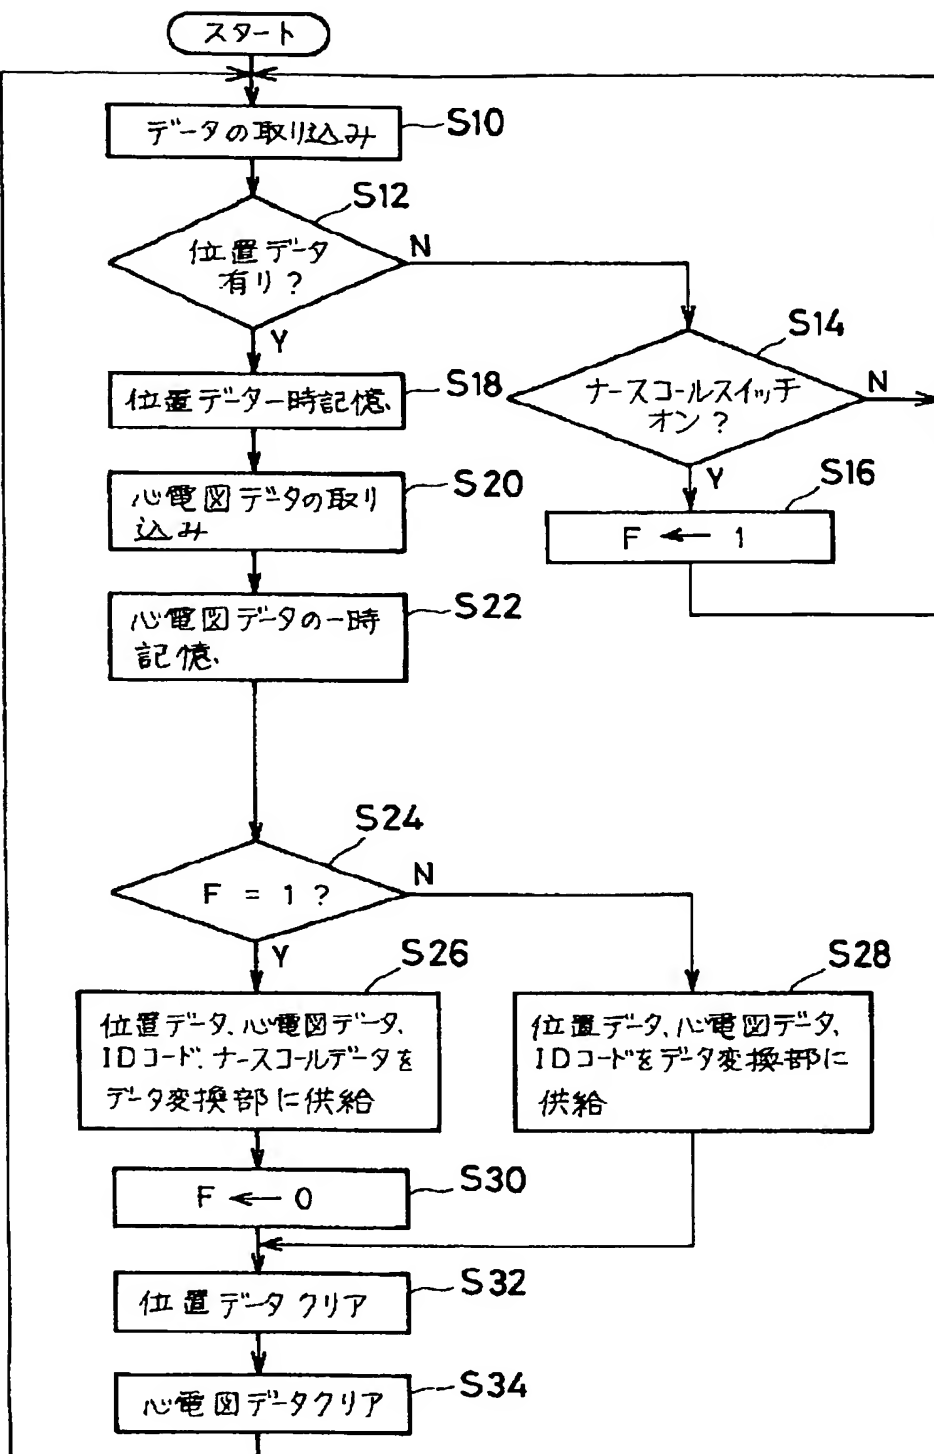 スタート
データの取り込み
S10
S12
位置データ
有り?
N
Y
S14
ナースコールスイッチ
オン?
N
Y
S16
F ← 1
位置データ一時記憶
S18
心電図データの取り
込み
S20
心電図データの一時
記憶
S22
S24
F = 1 ?
N
Y
S26
位置データ、心電図データ、
IDコード、ナースコールデータを
データ変換部に供給
S28
位置データ、心電図データ、
IDコードをデータ変換部に
供給
F ← 0
S30
位置データクリア
S32
心電図データクリア
S34